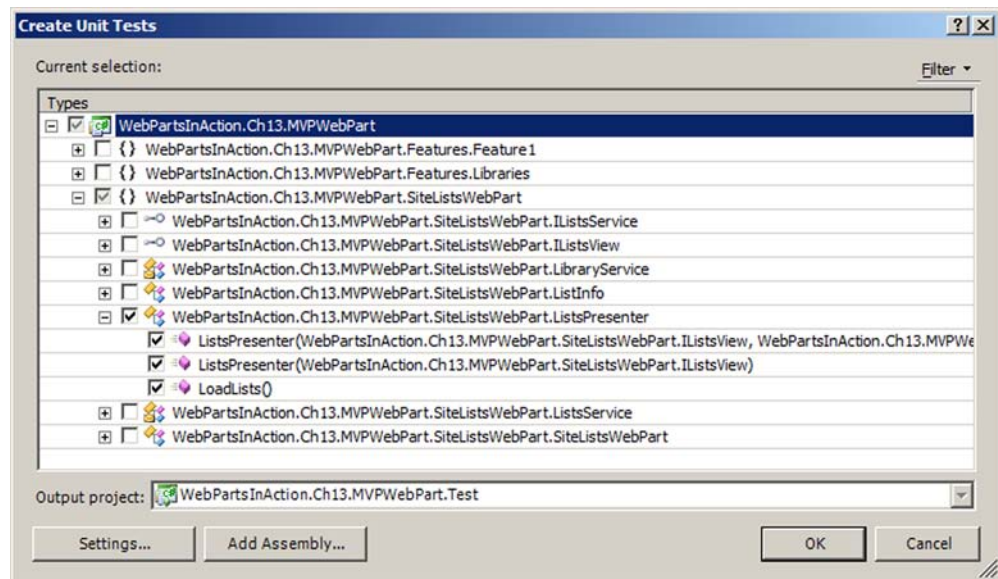 Create Unit Tests
Current selection:
Filter
Types
WebPartsInAction.Ch13.MVPWebPart
{} WebPartsInAction.Ch13.MVPWebPart.Features.Feature1
{} WebPartsInAction.Ch13.MVPWebPart.Features.Libraries
{} WebPartsInAction.Ch13.MVPWebPart.SiteListsWebPart
WebPartsInAction.Ch13.MVPWebPart.SiteListsWebPart.IListsService
WebPartsInAction.Ch13.MVPWebPart.SiteListsWebPart.IListsView
WebPartsInAction.Ch13.MVPWebPart.SiteListsWebPart.LibraryService
WebPartsInAction.Ch13.MVPWebPart.SiteListsWebPart.ListInfo
WebPartsInAction.Ch13.MVPWebPart.SiteListsWebPart.ListsPresenter
ListsPresenter(WebPartsInAction.Ch13.MVPWebPart.SiteListsWebPart.IListsView, WebPartsInAction.Ch13.MVPWe
ListsPresenter(WebPartsInAction.Ch13.MVPWebPart.SiteListsWebPart.IListsView)
LoadLists()
WebPartsInAction.Ch13.MVPWebPart.SiteListsWebPart.ListsService
WebPartsInAction.Ch13.MVPWebPart.SiteListsWebPart.SiteListsWebPart
Output project: WebPartsInAction.Ch13.MVPWebPart.Test
Settings... Add Assembly... OK Cancel